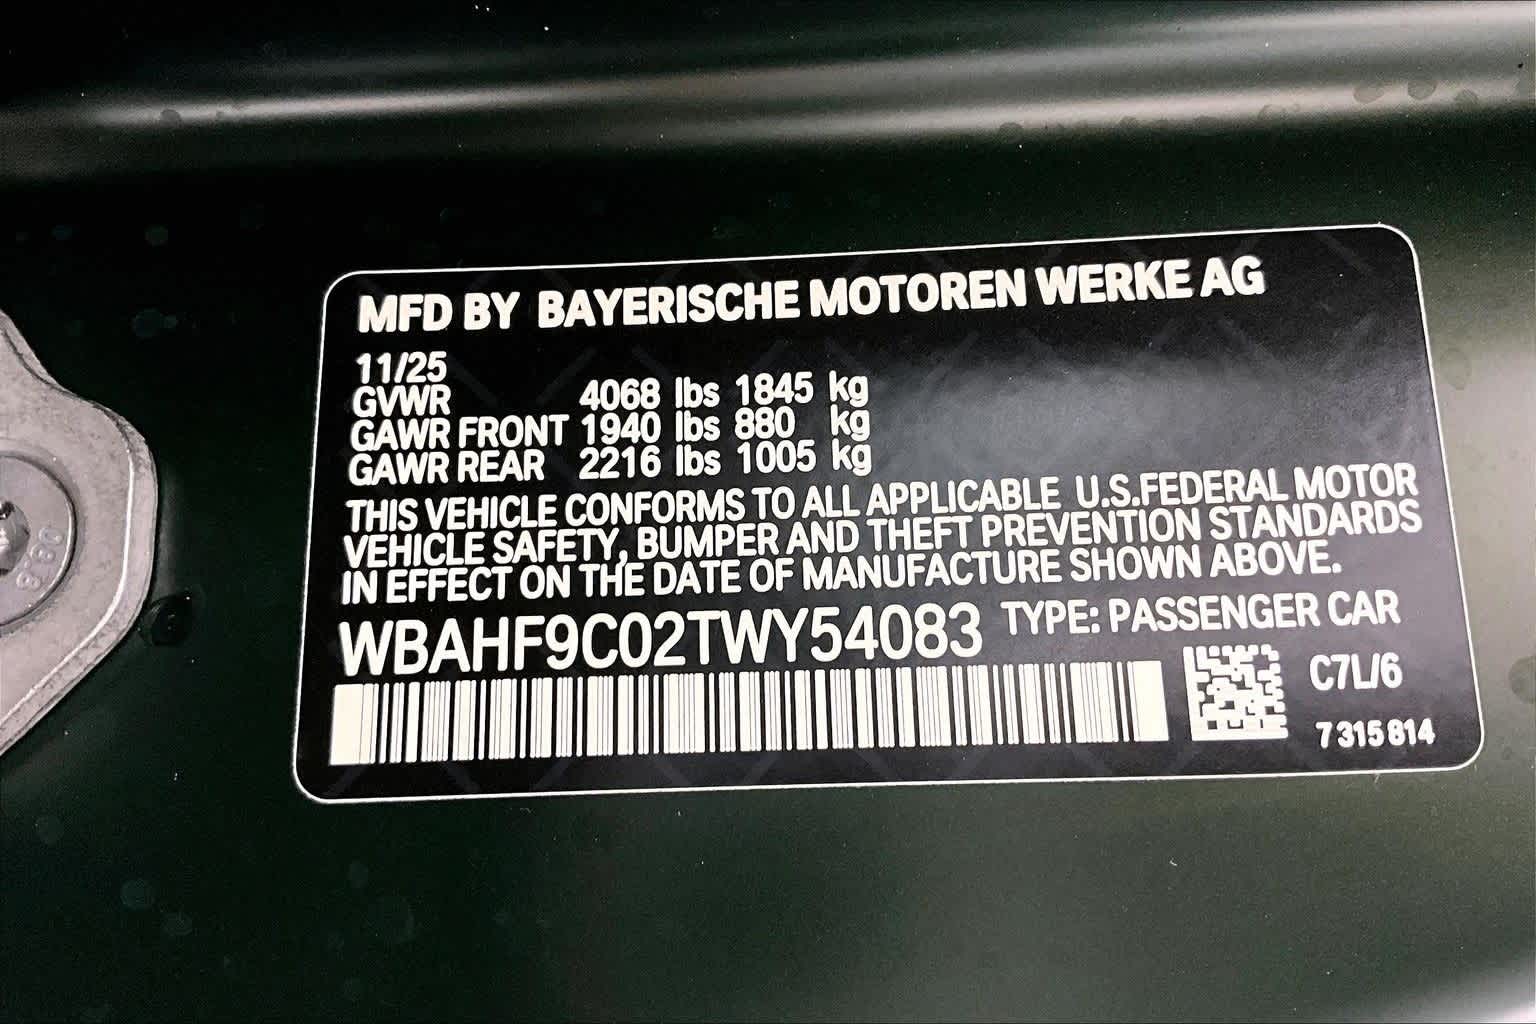 MFD BY BAYERISCHE MOTOREN WERKE AG
11/25
GVWR 4068 lbs 1845 kg
GAWR FRONT 1940 lbs 880 kg
GAWR REAR 2216 lbs 1005 kg
THIS VEHICLE CONFORMS TO ALL APPLICABLE U.S.FEDERAL MOTOR
VEHICLE SAFETY, BUMPER AND THEFT PREVENTION STANDARDS
IN EFFECT ON THE DATE OF MANUFACTURE SHOWN ABOVE.
WBAHF9C02TWY54083 TYPE: PASSENGER CAR
C7L/6
7 315 814